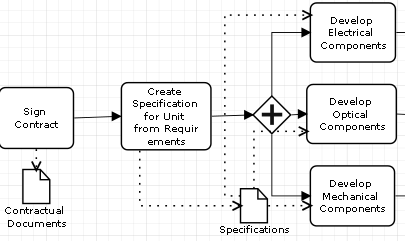 Sign
Contract
Contractual
Documents
Create
Specification
for Unit
from Requir
ements
Specifications
Develop
Electrical
Components
Develop
Optical
Components
Develop
Mechanical
Components